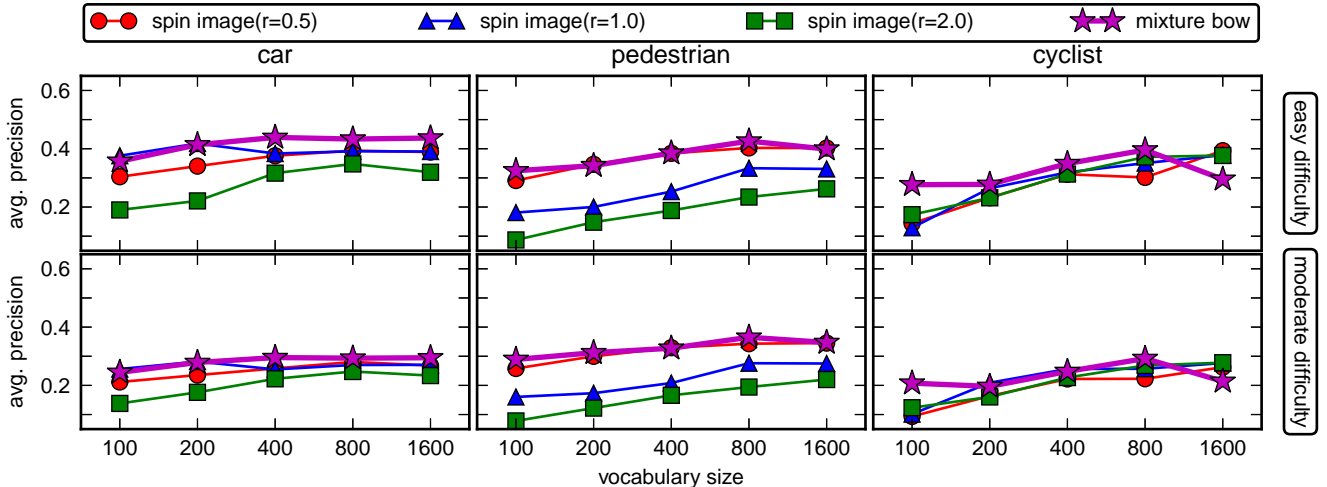 spin image(r=0.5) spin image(r=1.0) spin image(r=2.0) mixture bow
car pedestrian cyclist
avg. precision
0.6
0.4
0.2
easy difficulty
avg. precision
0.6
0.4
0.2
moderate difficulty
100 200 400 800 1600 100 200 400 800 1600 100 200 400 800 1600
vocabulary size